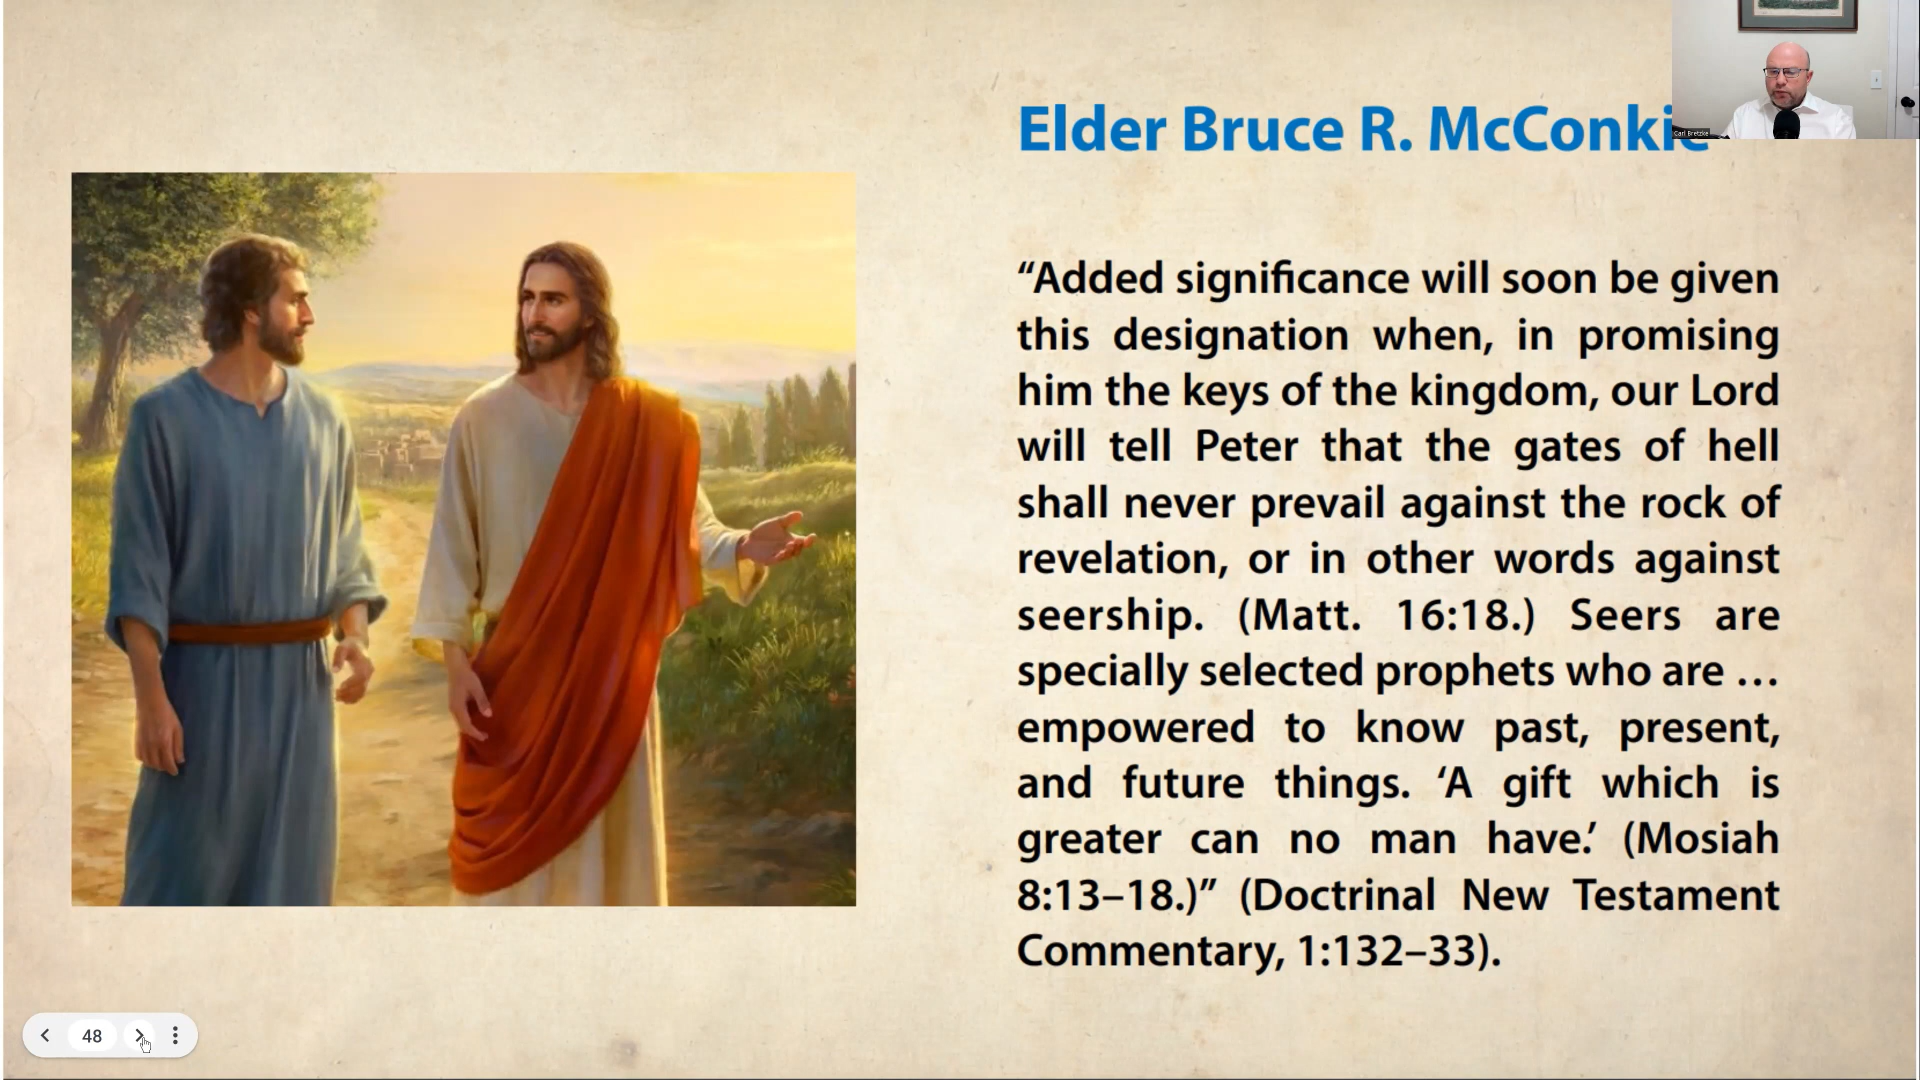 Elder Bruce R. McConkie
Carl Bretzke
“Added significance will soon be given
this designation when, in promising
him the keys of the kingdom, our Lord
will tell Peter that the gates of hell
shall never prevail against the rock of
revelation, or in other words against
seership. (Matt. 16:18.) Seers are
specially selected prophets who are …
empowered to know past, present,
and future things. ‘A gift which is
greater can no man have.’ (Mosiah
8:13–18.)” (Doctrinal New Testament
Commentary, 1:132–33).
48